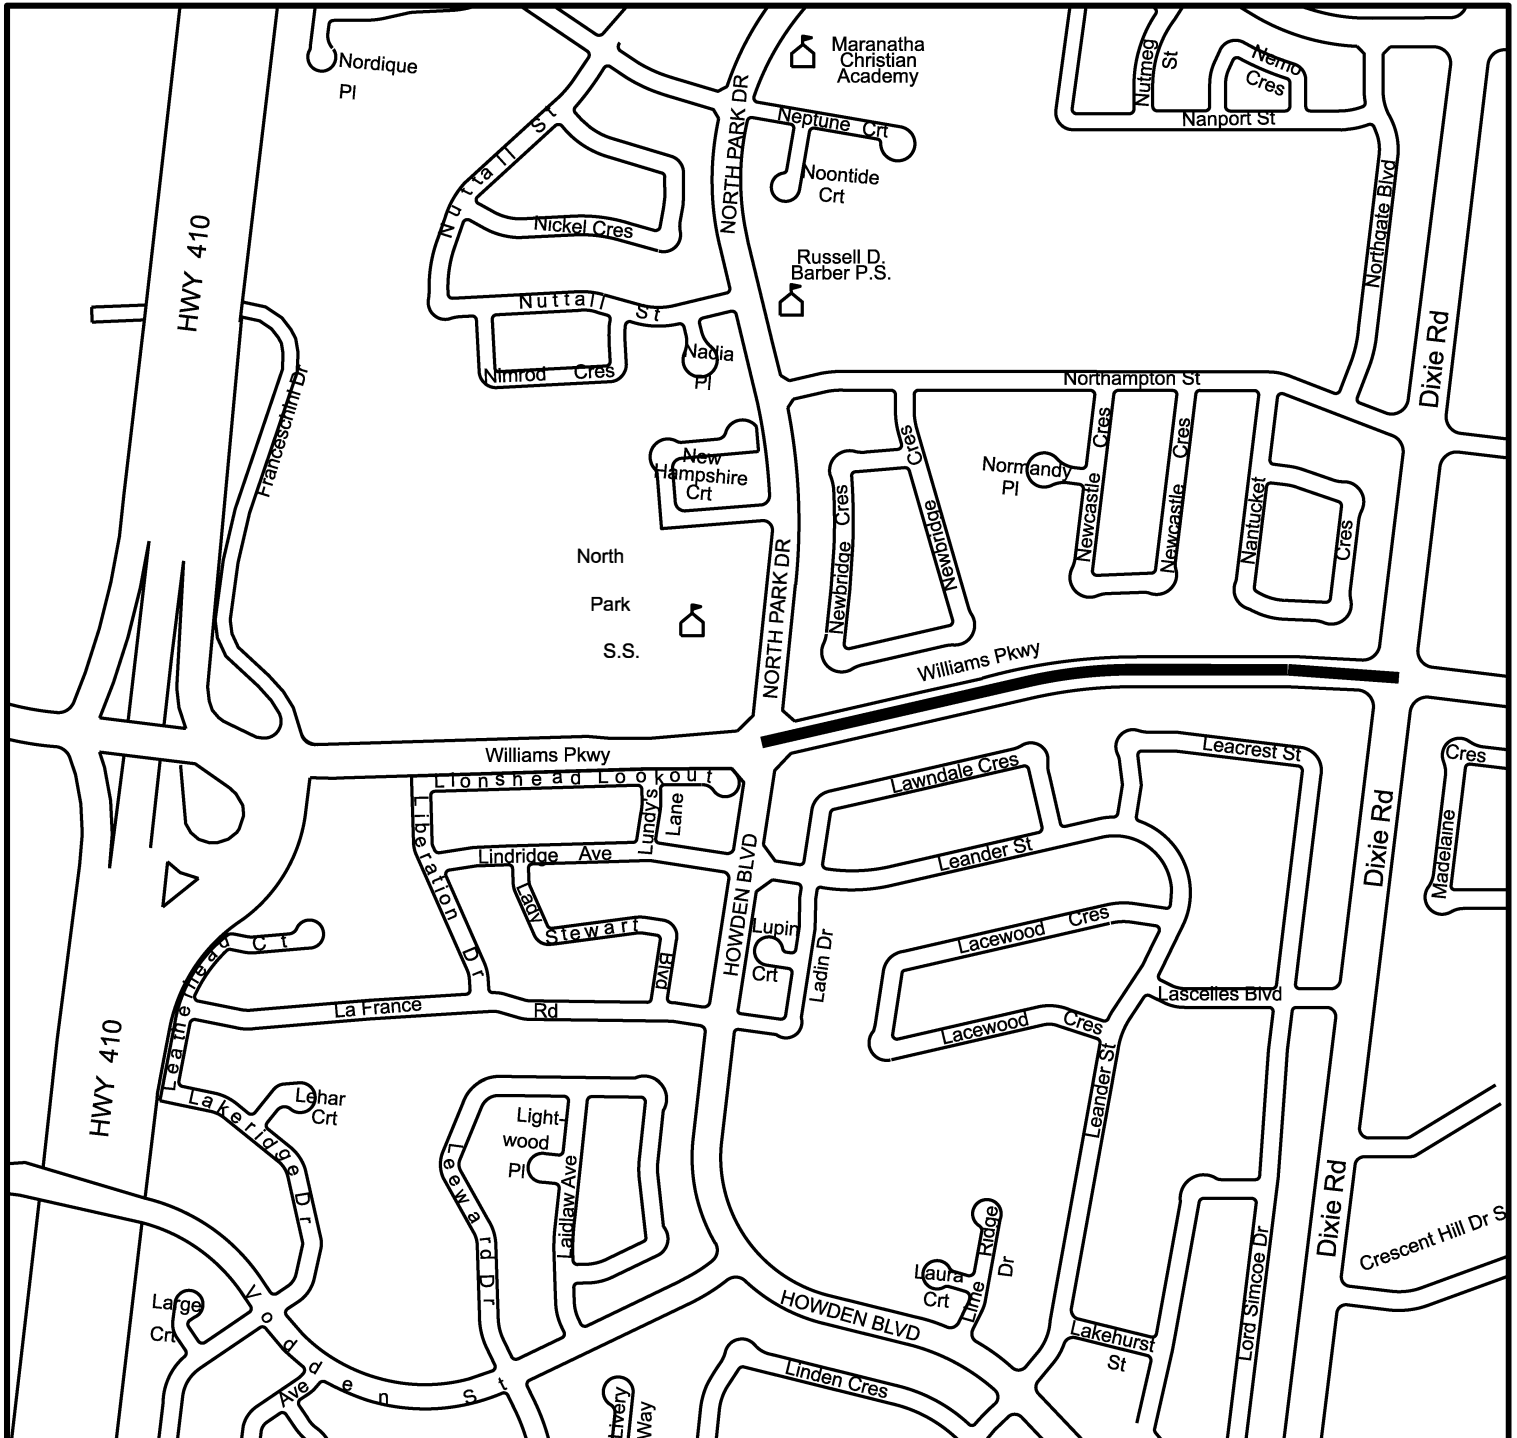 Nordique
Pl
Maranatha
Christian
Academy
Nutmeg
St
Nemo
Cres
Nanport St
Nuttall St
NORTH PARK DR
Neptune Crt
Noontide
Crt
Nickel Cres
Northgate Blvd
HWY 410
Russell D.
Barber P.S.
Nuttall St
Nadia
Pl
Nimrod Cres
Northampton St
Dixie Rd
Franceschini Dr
New
Hampshire
Crt
Newbridge Cres
Newbridge Cres
Normandy
Pl
Newcastle Cres
Newcastle Cres
Nantucket
Cres
North
Park
S.S.
NORTH PARK DR
Williams Pkwy
Williams Pkwy
Lionshead Lookout
Lundy's
Lane
Liberation Dr
Lindridge Ave
Lawndale Cres
Leacrest St
Cres
Madelaine
Dixie Rd
Leander St
HOWDEN BLVD
Lady
Stewart
Blvd
Lupin
Crt
Ladin Dr
Lacewood Cres
Leatherhead Ct
La France Rd
Lascelles Blvd
Lacewood Cres
HWY 410
Leander St
Lakeridge Dr
Lehar
Crt
Light-
wood
Pl
Leeward Dr
Laidlaw Ave
Dixie Rd
Crescent Hill Dr S
Lord Simcoe Dr
Lime Ridge
Dr
Laura
Crt
Large
Crt
Vodden St
HOWDEN BLVD
Lakehurst
St
Ave
Linden Cres
Livery
Way